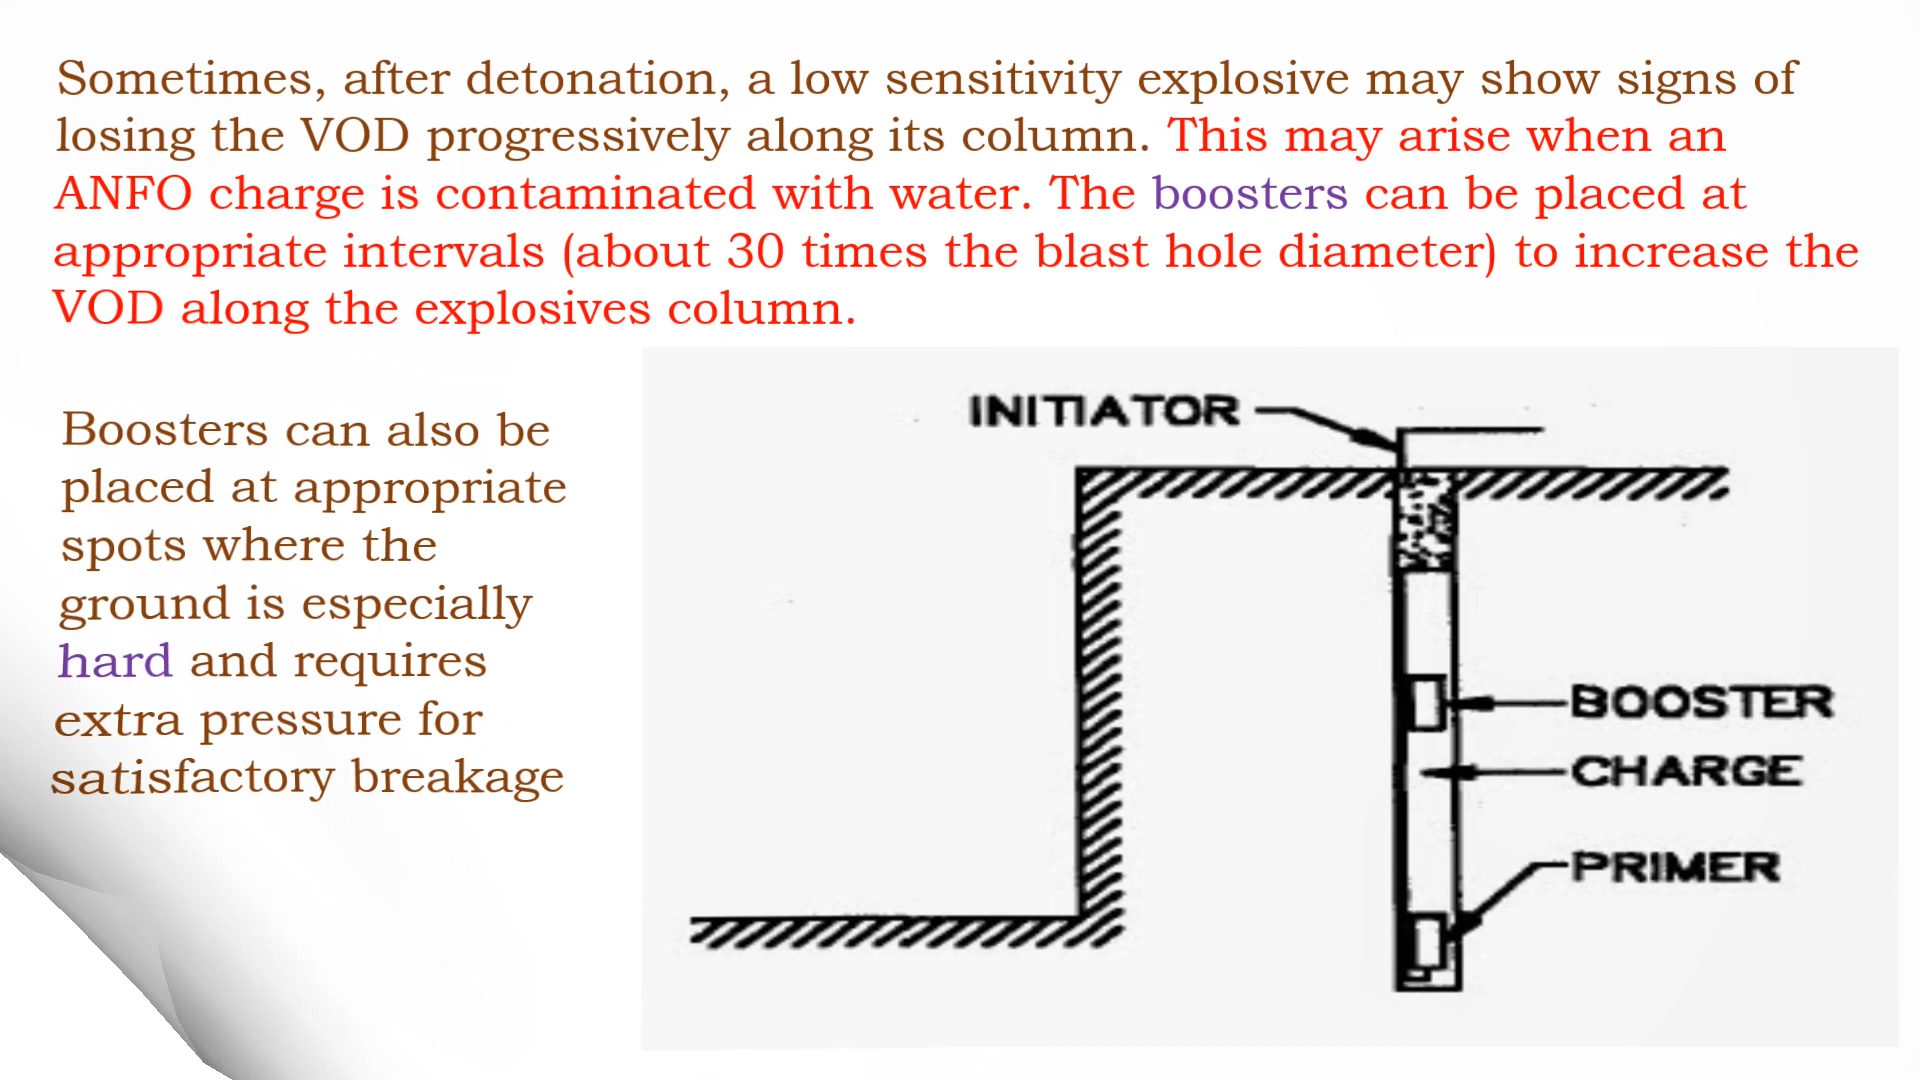 Sometimes, after detonation, a low sensitivity explosive may show signs of
losing the VOD progressively along its column. This may arise when an
ANFO charge is contaminated with water. The boosters can be placed at
appropriate intervals (about 30 times the blast hole diameter) to increase the
VOD along the explosives column.
Boosters can also be
placed at appropriate
spots where the
ground is especially
hard and requires
extra pressure for
satisfactory breakage
INITIATOR
BOOSTER
CHARGE
PRIMER